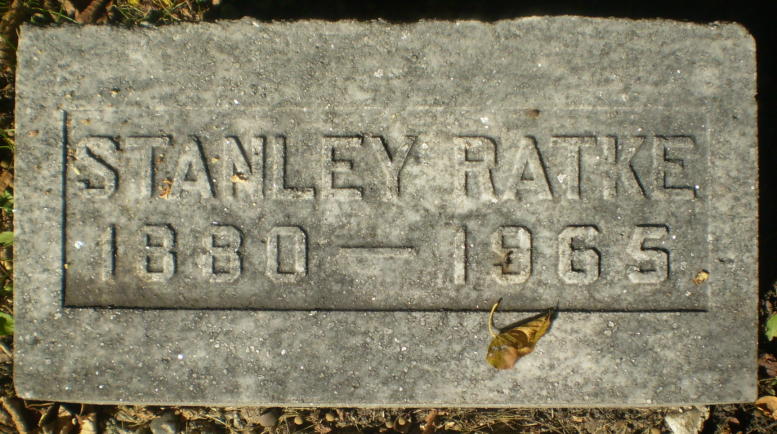 STANLEY RATKE
1880 — 1965